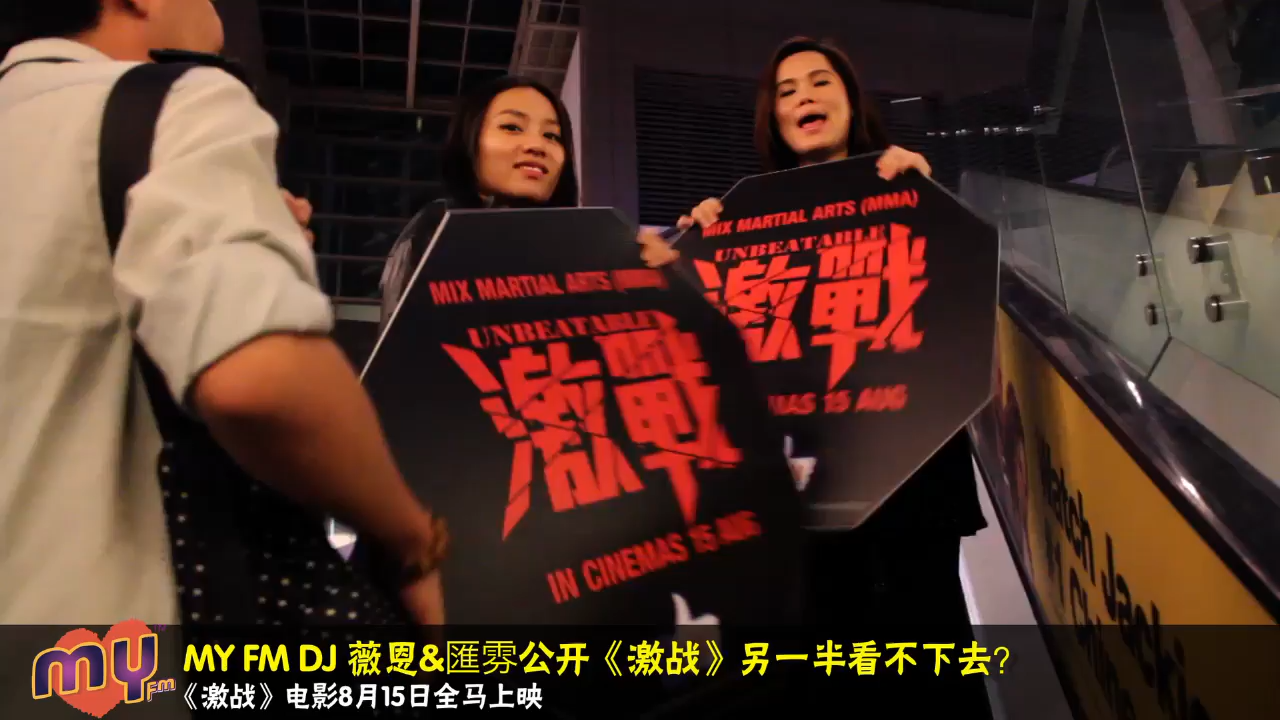 MIX MARTIAL ARTS (MMA)
UNBEATABLE
激戰
IN CINEMAS 15 AUG
MIX MARTIAL ARTS (MMA)
UNBEATABLE
激戰
15 AUG
Watch Jackie
#1 Chine
MY FM
MY FM DJ 薇恩&匯雰公开《激战》另一半看不下去?
《激战》电影8月15日全马上映